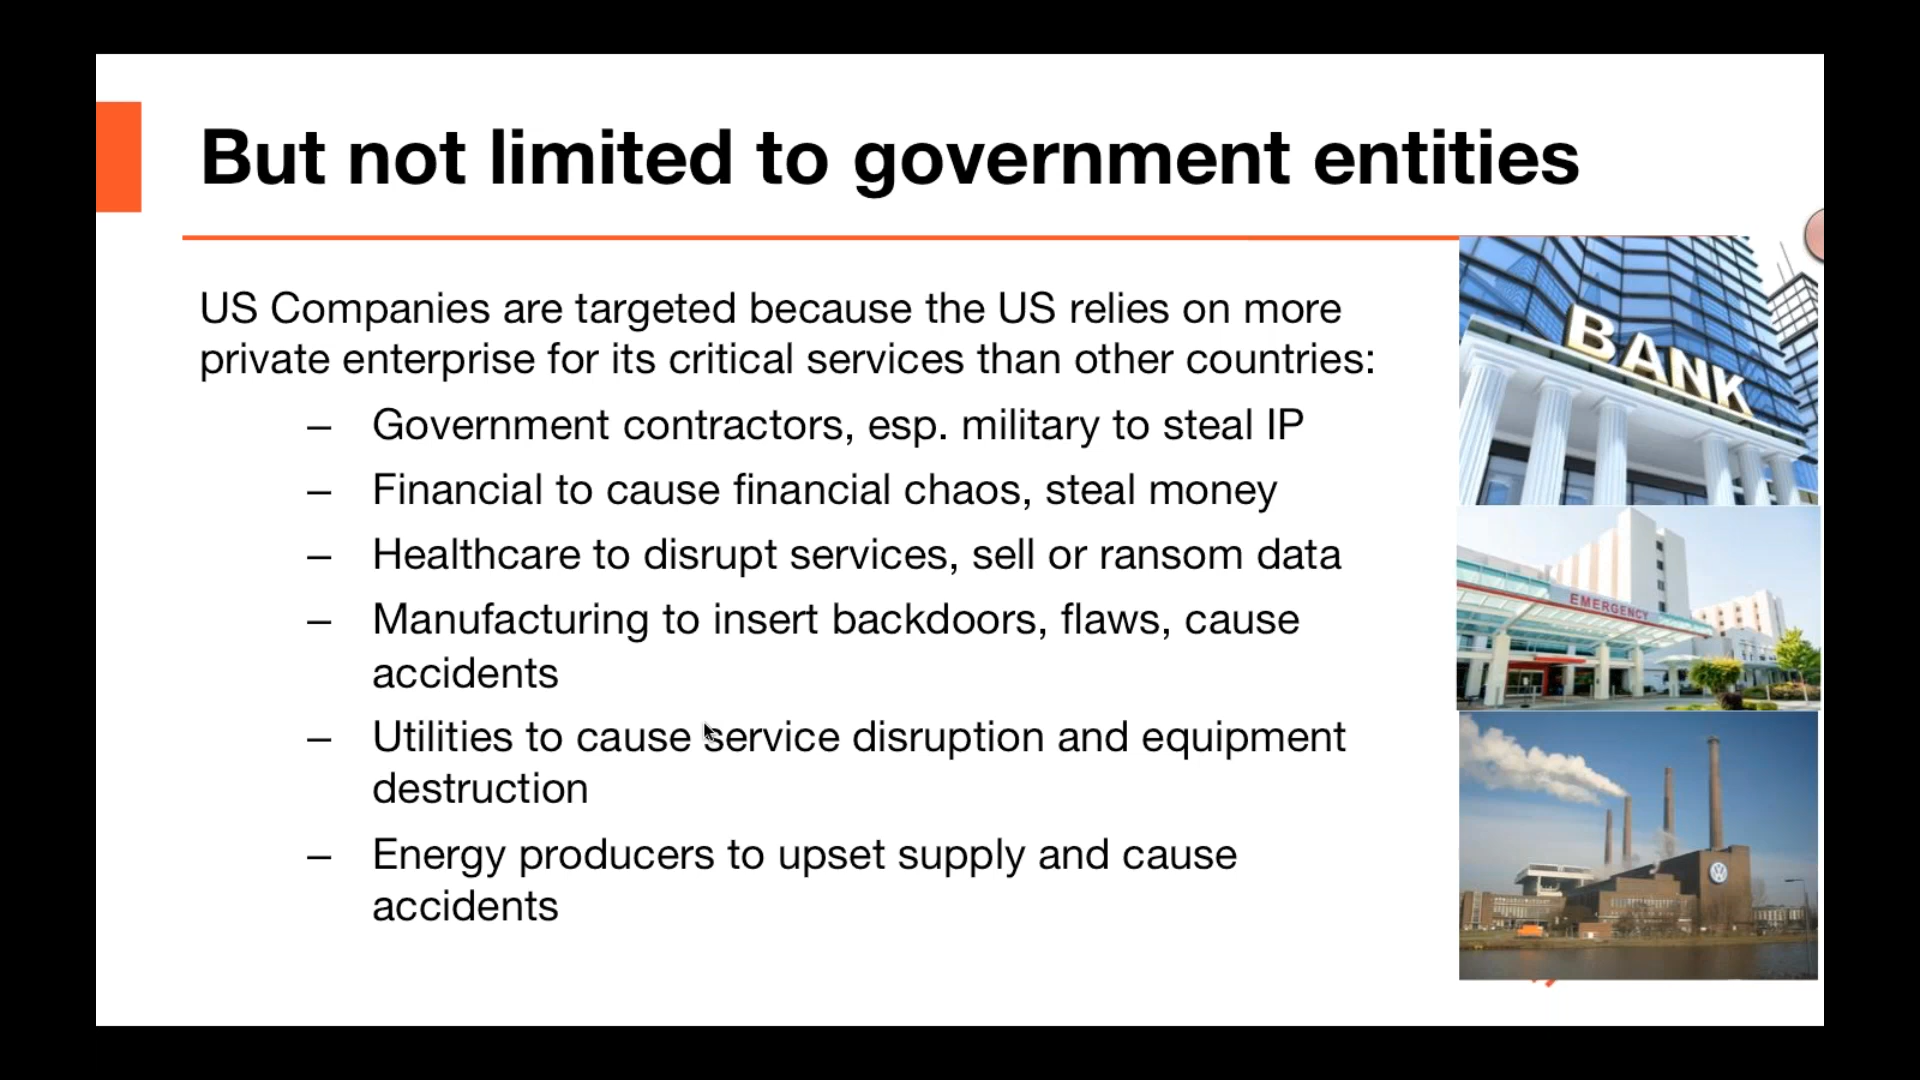 But not limited to government entities
US Companies are targeted because the US relies on more
private enterprise for its critical services than other countries:
– Government contractors, esp. military to steal IP
– Financial to cause financial chaos, steal money
– Healthcare to disrupt services, sell or ransom data
– Manufacturing to insert backdoors, flaws, cause
accidents
– Utilities to cause service disruption and equipment
destruction
– Energy producers to upset supply and cause
accidents
BANK
EMERGENCY
VW